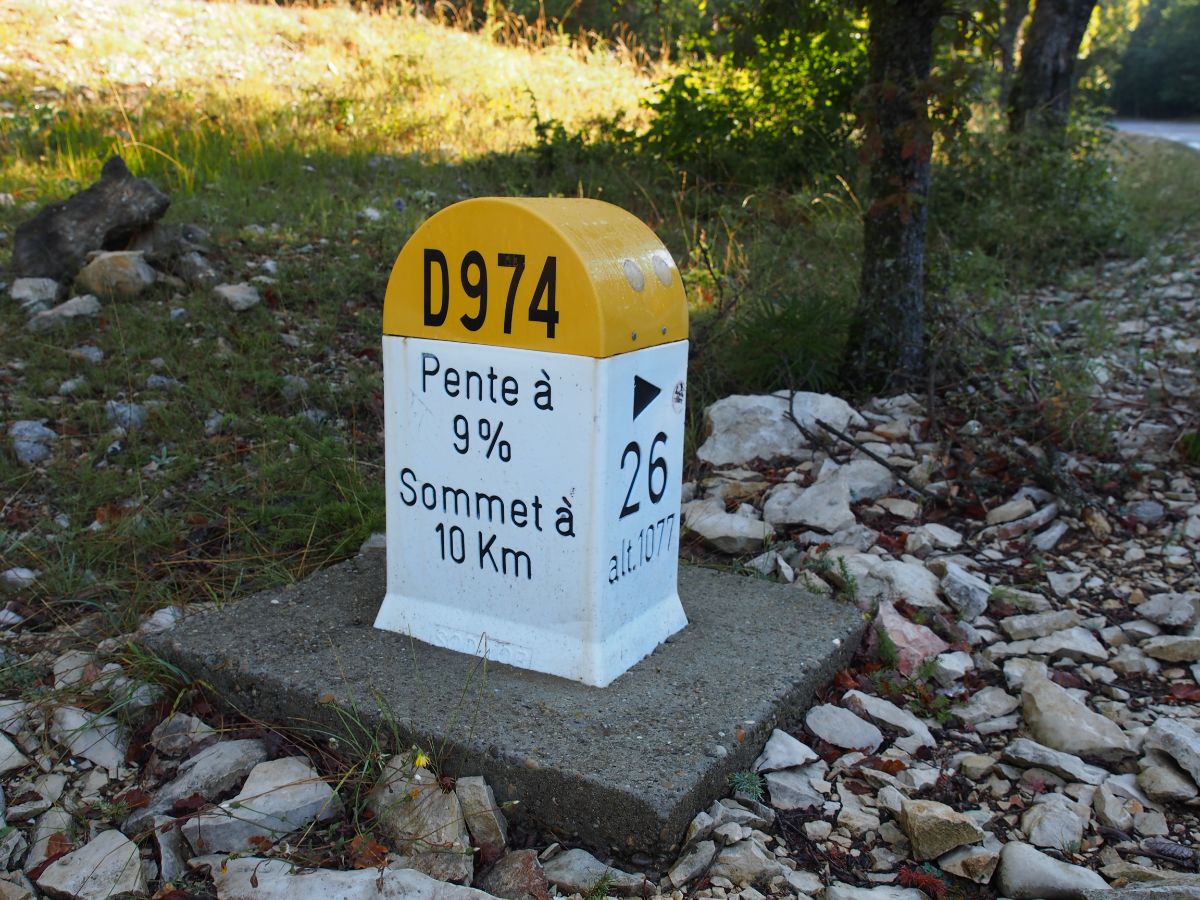 D974
Pente à
9%
Sommet à
10 Km
26
alt.1077